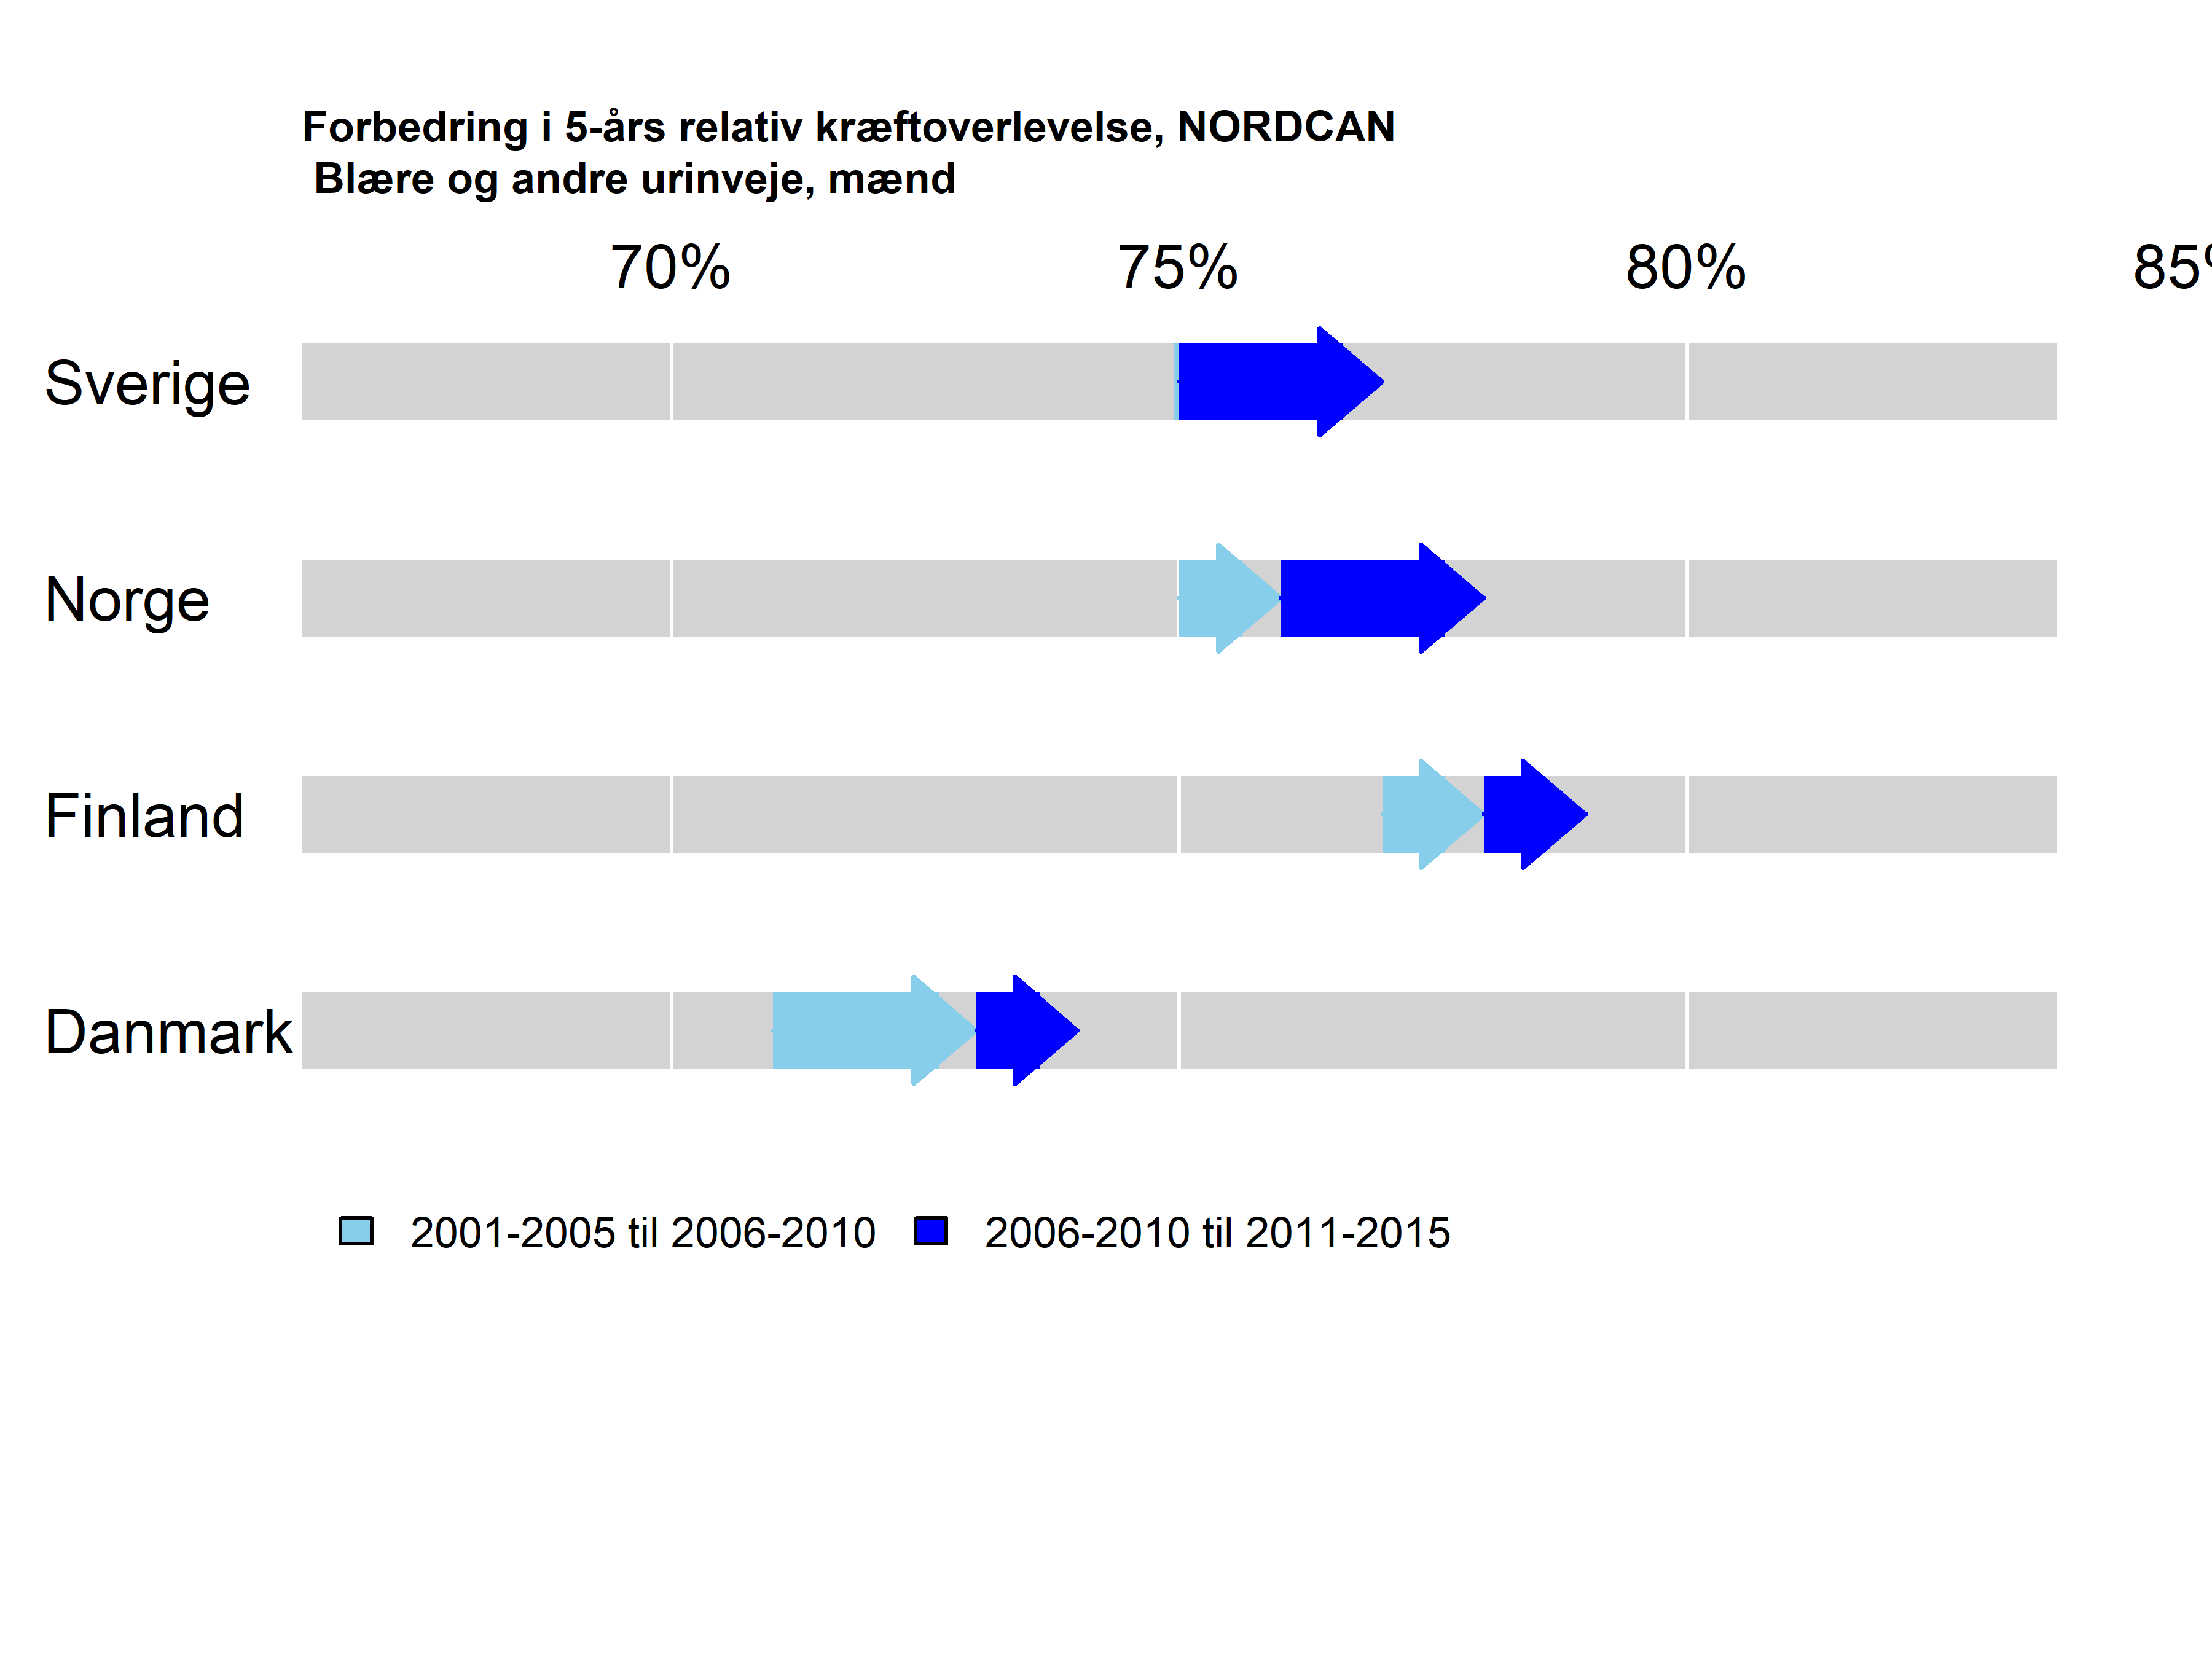 Forbedring i 5-års relativ kræftoverlevelse, NORDCAN
Blære og andre urinveje, mænd
70% 75% 80% 85%
Sverige
Norge
Finland
Danmark
2001-2005 til 2006-2010 2006-2010 til 2011-2015